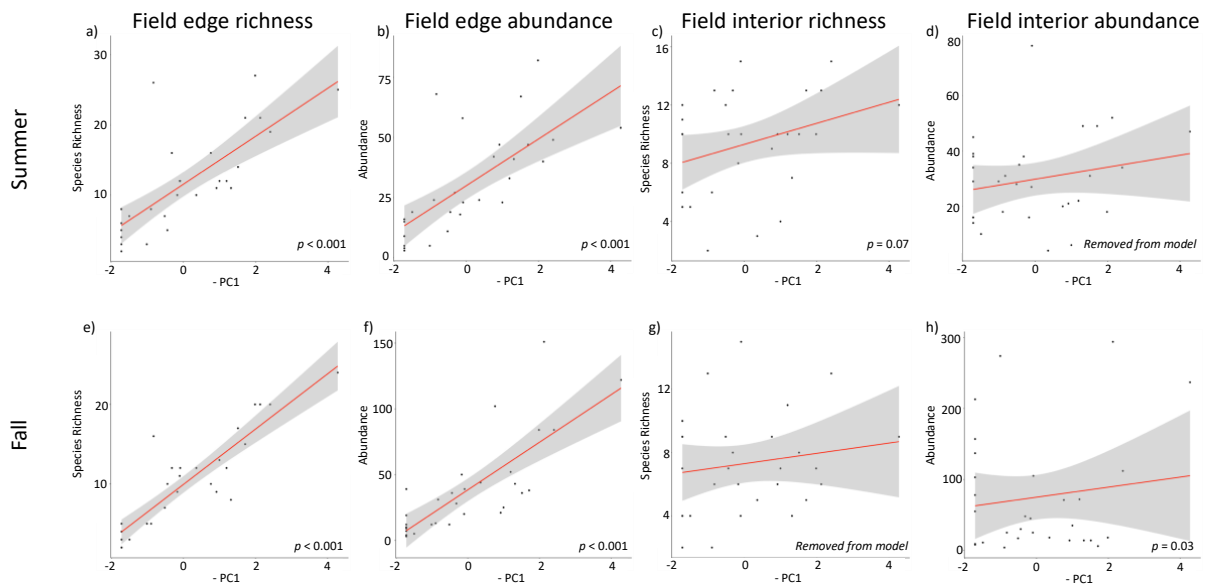 Field edge richness
Field edge abundance
Field interior richness
Field interior abundance
Summer
a)
Species Richness
30
20
10
-2
0
2
4
- PC1
p < 0.001
b)
Abundance
75
50
25
0
-2
0
2
4
- PC1
p < 0.001
c)
Species Richness
16
12
8
4
-2
0
2
4
- PC1
p = 0.07
d)
Abundance
80
60
40
20
-2
0
2
4
- PC1
Removed from model
Fall
e)
Species Richness
20
10
-2
0
2
4
- PC1
p < 0.001
f)
Abundance
150
100
50
0
-2
0
2
4
- PC1
p < 0.001
g)
Species Richness
12
8
6
4
-2
0
2
4
- PC1
Removed from model
h)
Abundance
300
200
100
0
-2
0
2
4
- PC1
p = 0.03